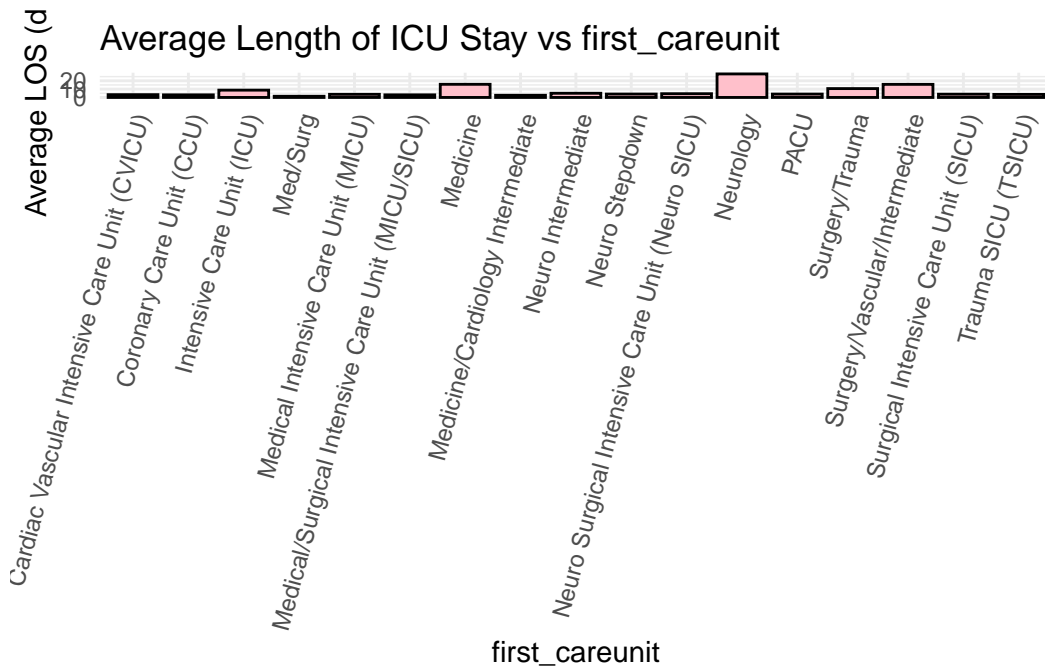 Average Length of ICU Stay vs first_careunit
Average LOS (d
20
10
0
Cardiac Vascular Intensive Care Unit (CVICU)
Coronary Care Unit (CCU)
Intensive Care Unit (ICU)
Med/Surg
Medical Intensive Care Unit (MICU)
Medical/Surgical Intensive Care Unit (MICU/SICU)
Medicine
Medicine/Cardiology Intermediate
Neuro Intermediate
Neuro Stepdown
Neuro Surgical Intensive Care Unit (Neuro SICU)
Neurology
PACU
Surgery/Trauma
Surgery/Vascular/Intermediate
Surgical Intensive Care Unit (SICU)
Trauma SICU (TSICU)
first_careunit